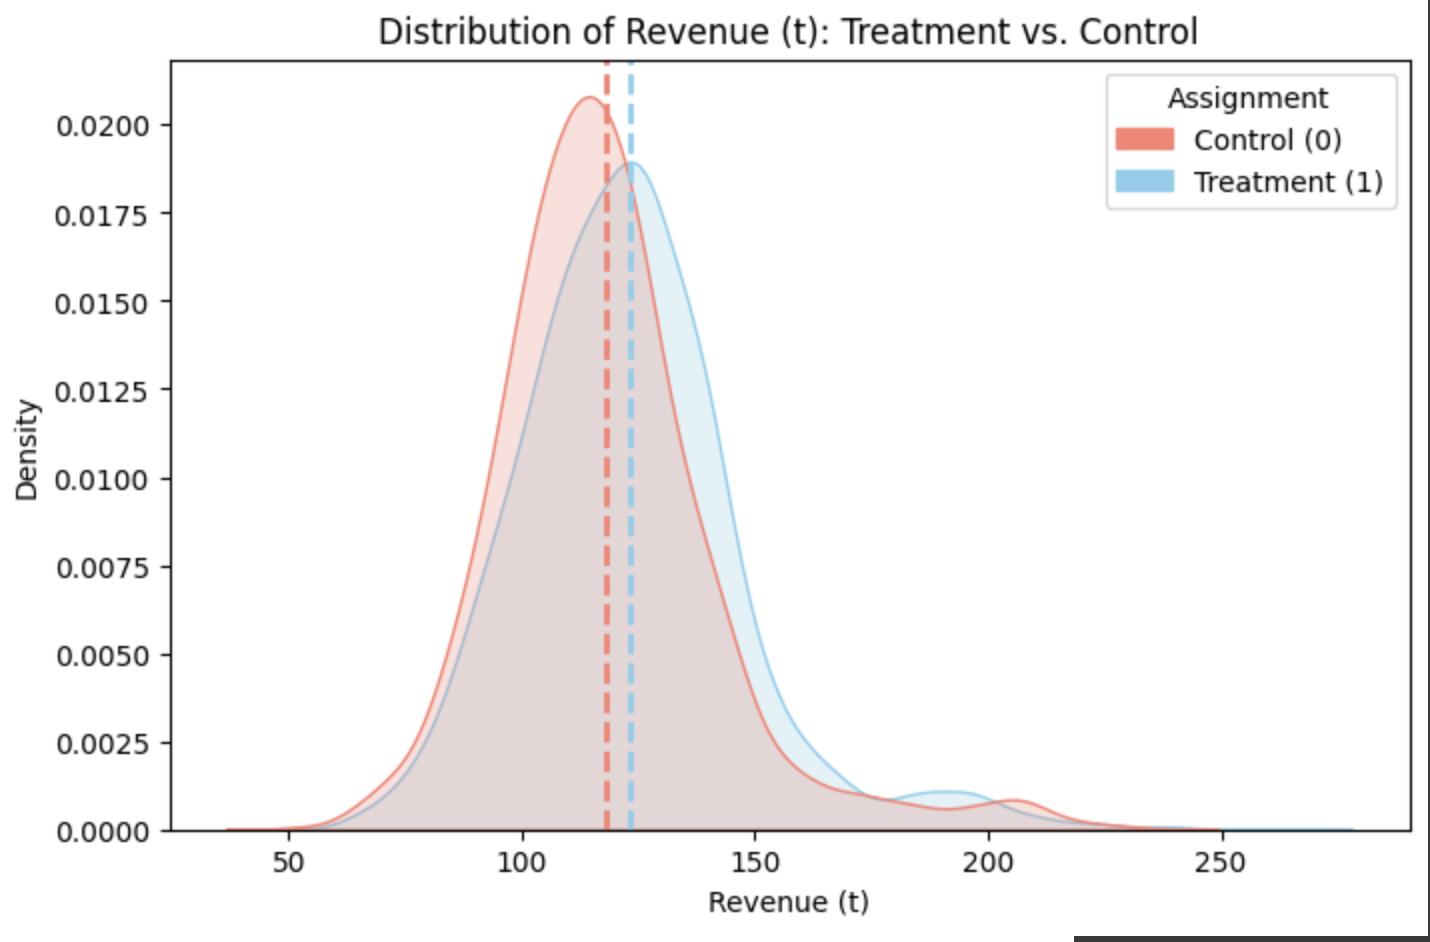 Distribution of Revenue (t): Treatment vs. Control
Assignment
Control (0)
Treatment (1)
Density
0.0200
0.0175
0.0150
0.0125
0.0100
0.0075
0.0050
0.0025
0.0000
50
100
150
200
250
Revenue (t)